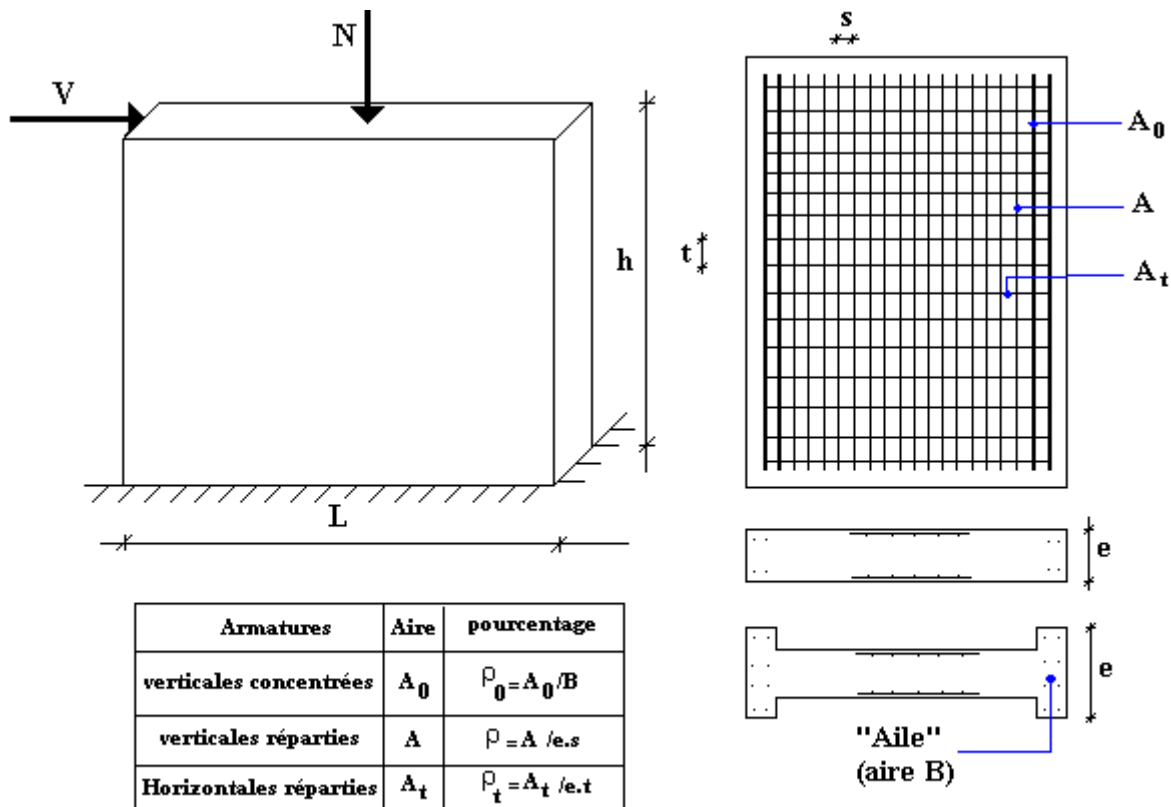 N
V
h
L
s
t
A0
A
At
e
e
"Aile"
(aire B)
Armatures Aire pourcentage
verticales concentrées A0 ρ0=A0/B
verticales réparties A ρ =A /e.s
Horizontales réparties At ρt=At /e.t